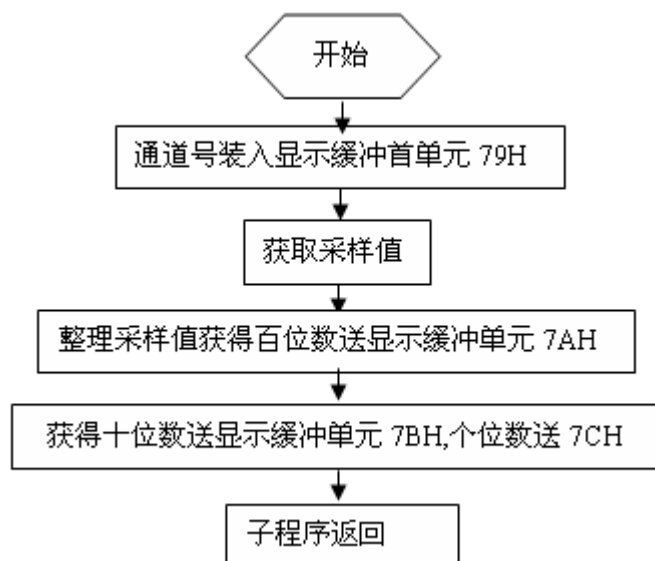 开始
通道号装入显示缓冲首单元 79H
获取采样值
整理采样值获得百位数送显示缓冲单元 7AH
获得十位数送显示缓冲单元 7BH,个位数送 7CH
子程序返回